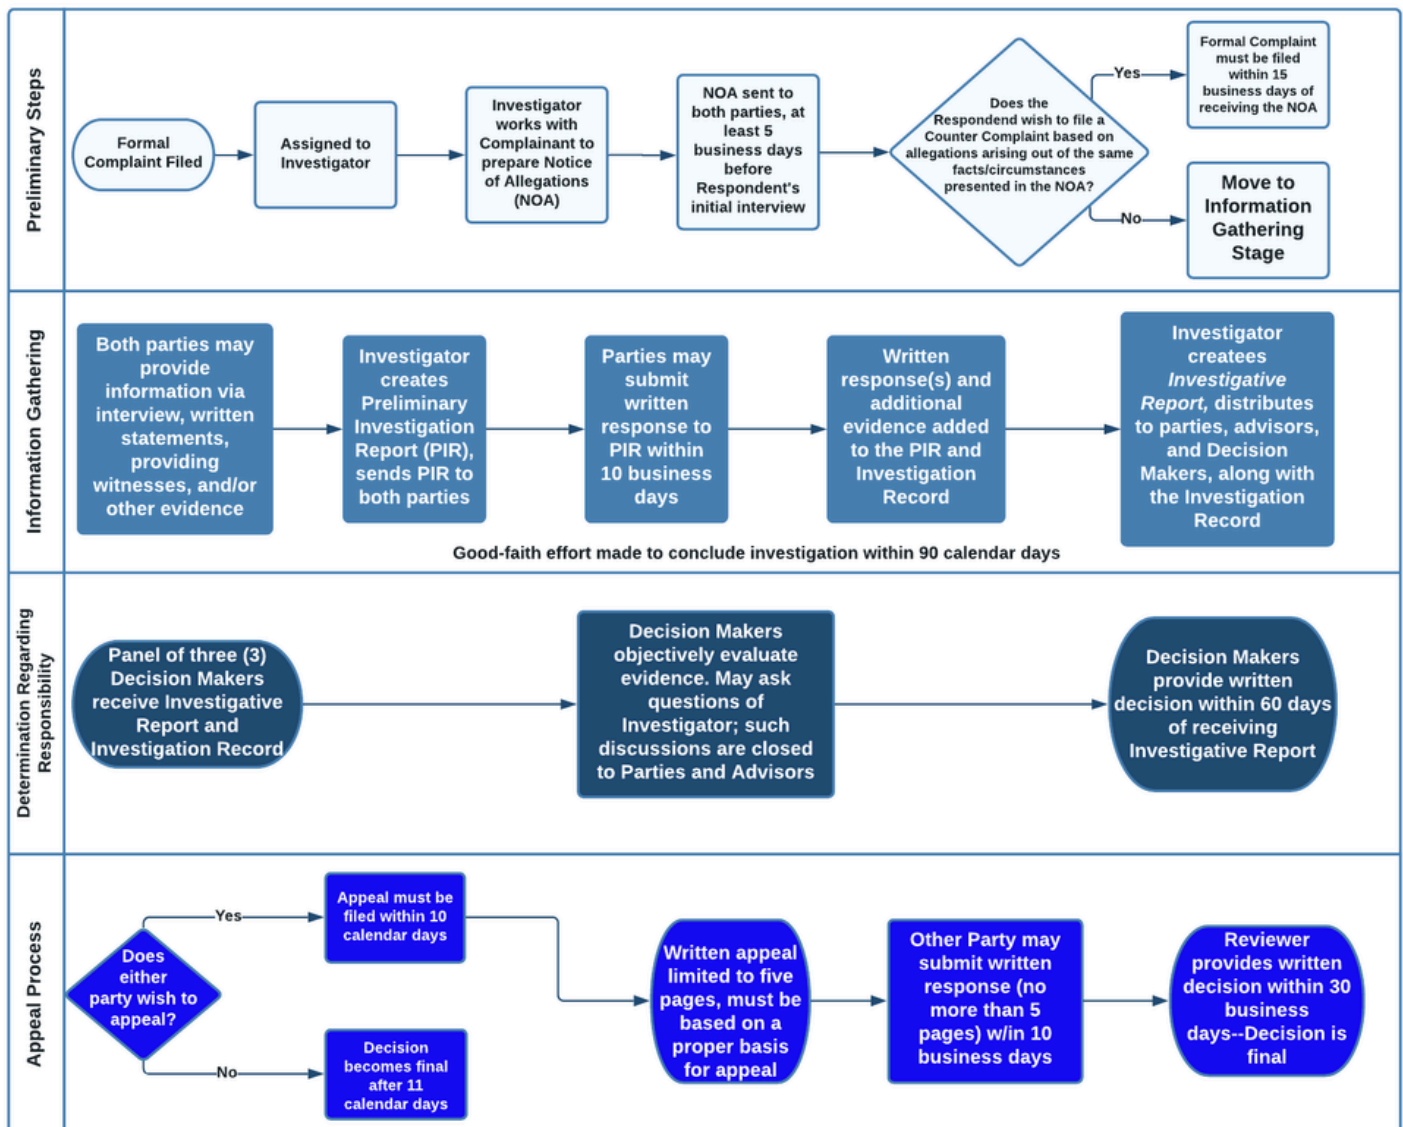 Preliminary Steps
Formal
Complaint Filed
Assigned to
Investigator
Investigator
works with
Complainant to
prepare Notice
of Allegations
(NOA)
NOA sent to
both parties, at
least 5
business days
before
Respondent's
initial interview
Does the
Respondend wish to file a
Counter Complaint based on
allegations arising out of the same
facts/circumstances
presented in the NOA?
Yes
Formal Complaint
must be filed
within 15
business days of
receiving the NOA
No
Move to
Information
Gathering
Stage
Information Gathering
Both parties may
provide
information via
interview, written
statements,
providing
witnesses, and/or
other evidence
Investigator
creates
Preliminary
Investigation
Report (PIR),
sends PIR to
both parties
Parties may
submit
written
response to
PIR within
10 business
days
Written
response(s) and
additional
evidence added
to the PIR and
Investigation
Record
Investigator
createes
Investigative
Report, distributes
to parties, advisors,
and Decision
Makers, along with
the Investigation
Record
Good-faith effort made to conclude investigation within 90 calendar days
Determination Regarding
Responsibility
Panel of three (3)
Decision Makers
receive Investigative
Report and
Investigation Record
Decision Makers
objectively evaluate
evidence. May ask
questions of
Investigator; such
discussions are closed
to Parties and Advisors
Decision Makers
provide written
decision within 60 days
of receiving
Investigative Report
Appeal Process
Does
either
party wish to
appeal?
Yes
Appeal must be
filed within 10
calendar days
No
Decision
becomes final
after 11
calendar days
Written appeal
limited to five
pages, must be
based on a
proper basis
for appeal
Other Party may
submit written
response (no
more than 5
pages) w/in 10
business days
Reviewer
provides written
decision within 30
business
days--Decision is
final